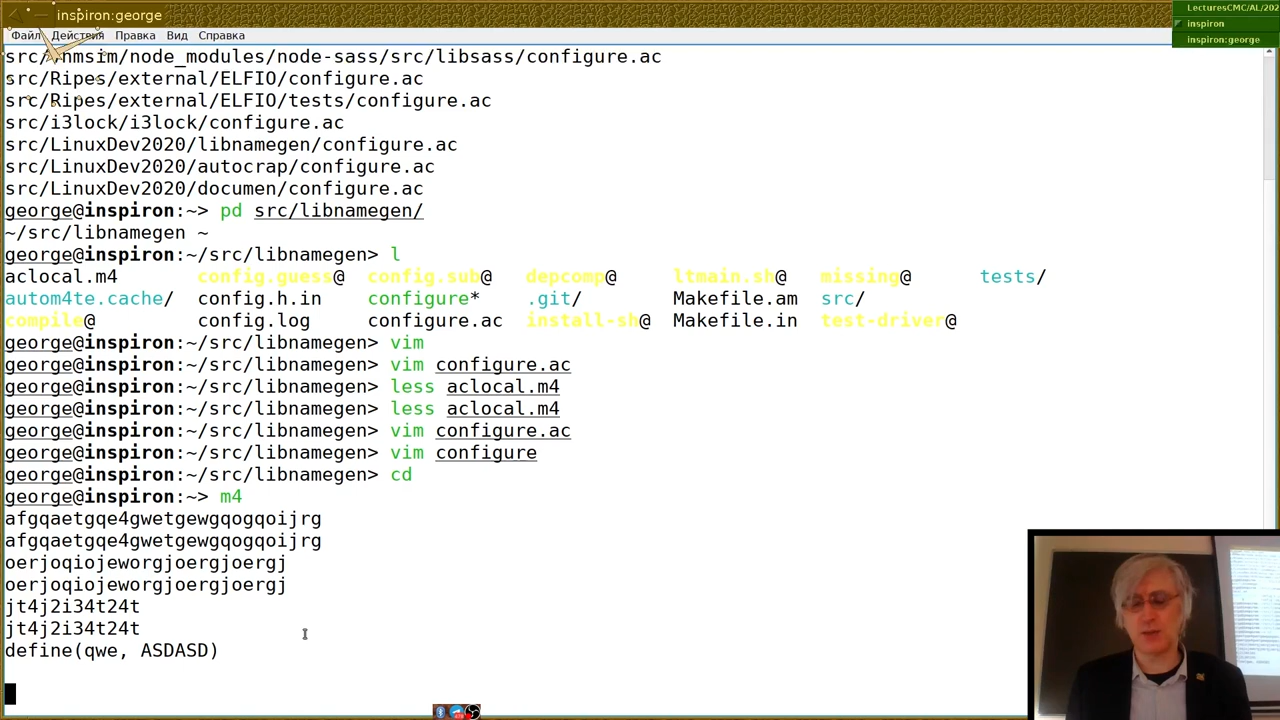 inspiron:george
LecturesCMC/AL/202
inspiron
inspiron:george
Файл Действия Правка Вид Справка
src/ node_modules/node-sass/src/libsass/configure.ac
src/Ripes/external/ELFIO/configure.ac
src/Ripes/external/ELFIO/tests/configure.ac
src/i3lock/i3lock/configure.ac
src/LinuxDev2020/libnamegen/configure.ac
src/LinuxDev2020/autocrap/configure.ac
src/LinuxDev2020/documen/configure.ac
george@inspiron:~> pd src/libnamegen/
~/src/libnamegen ~
george@inspiron:~/src/libnamegen> l
aclocal.m4 config.guess@ config.sub@ depcomp@ ltmain.sh@ missing@ tests/
autom4te.cache/ config.h.in configure* .git/ Makefile.am src/
compile@ config.log configure.ac install-sh@ Makefile.in test-driver@
george@inspiron:~/src/libnamegen> vim
george@inspiron:~/src/libnamegen> vim configure.ac
george@inspiron:~/src/libnamegen> less aclocal.m4
george@inspiron:~/src/libnamegen> less aclocal.m4
george@inspiron:~/src/libnamegen> vim configure.ac
george@inspiron:~/src/libnamegen> vim configure
george@inspiron:~/src/libnamegen> cd
george@inspiron:~> m4
afgqaetgqe4gwetgewgqogqoijrg
afgqaetgqe4gwetgewgqogqoijrg
oerjoqiojeworgjoergjoergj
oerjoqiojeworgjoergjoergj
jt4j2i34t24t
jt4j2i34t24t
define(qwe, ASDASD)